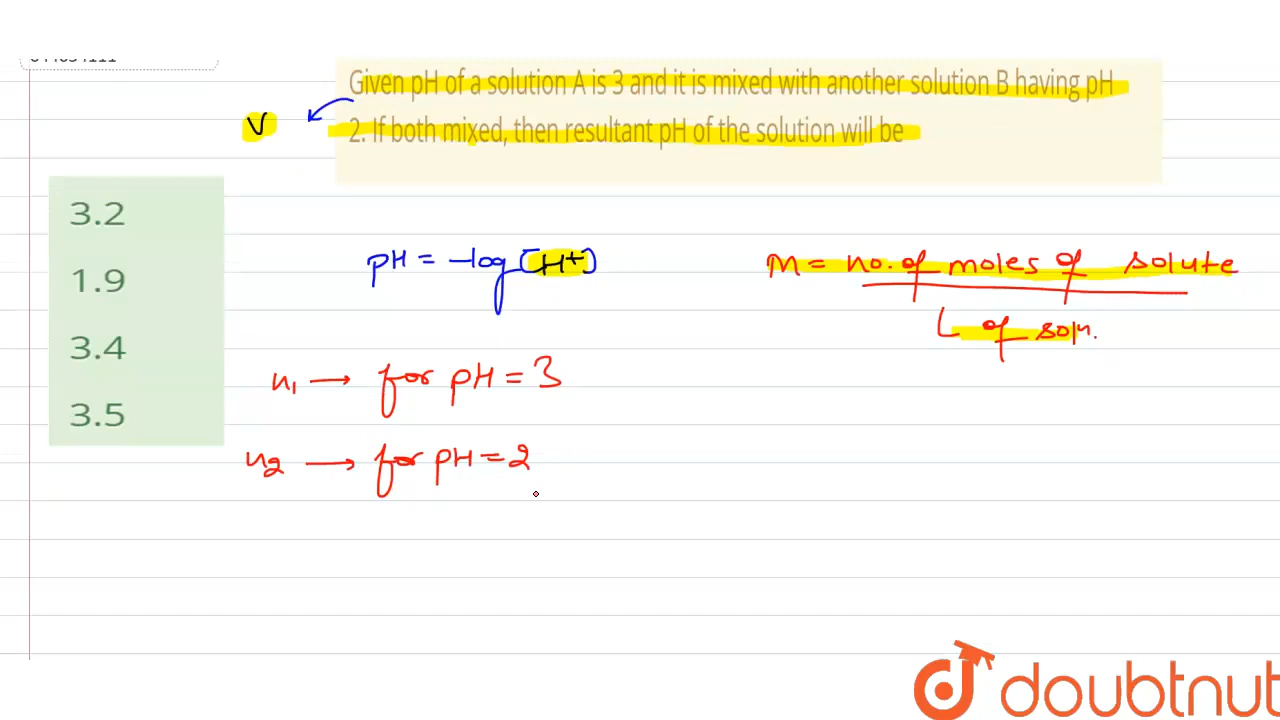 Given pH of a solution A is 3 and it is mixed with another solution B having pH
2. If both mixed, then resultant pH of the solution will be
V
3.2
1.9
3.4
3.5
pH = -log [H+]
M = no. of moles of solute
L of soln.
n1 → for pH = 3
n2 → for pH = 2
doubtnut